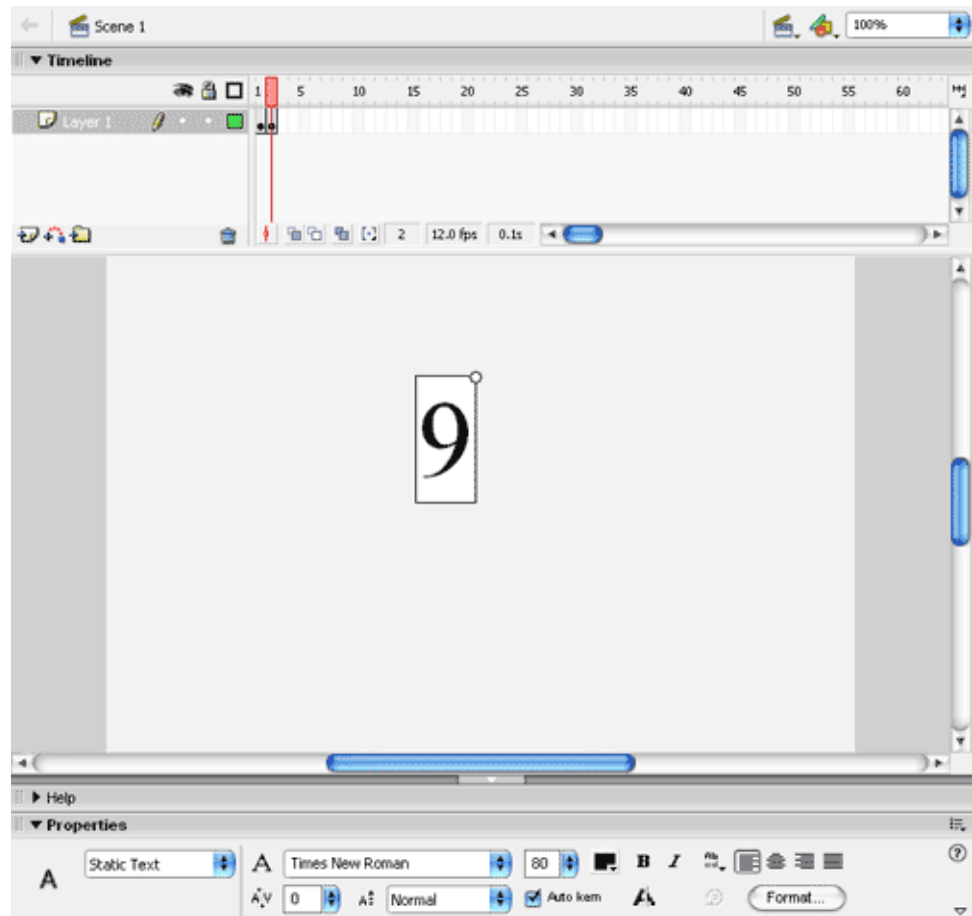 Scene 1 100%
Timeline
1 5 10 15 20 25 30 35 40 45 50 55 60
Layer 1
2 12.0 fps 0.1s
9
Help
Properties
A Static Text A Times New Roman 80 B I
A V 0 A Normal Auto kern A Format...